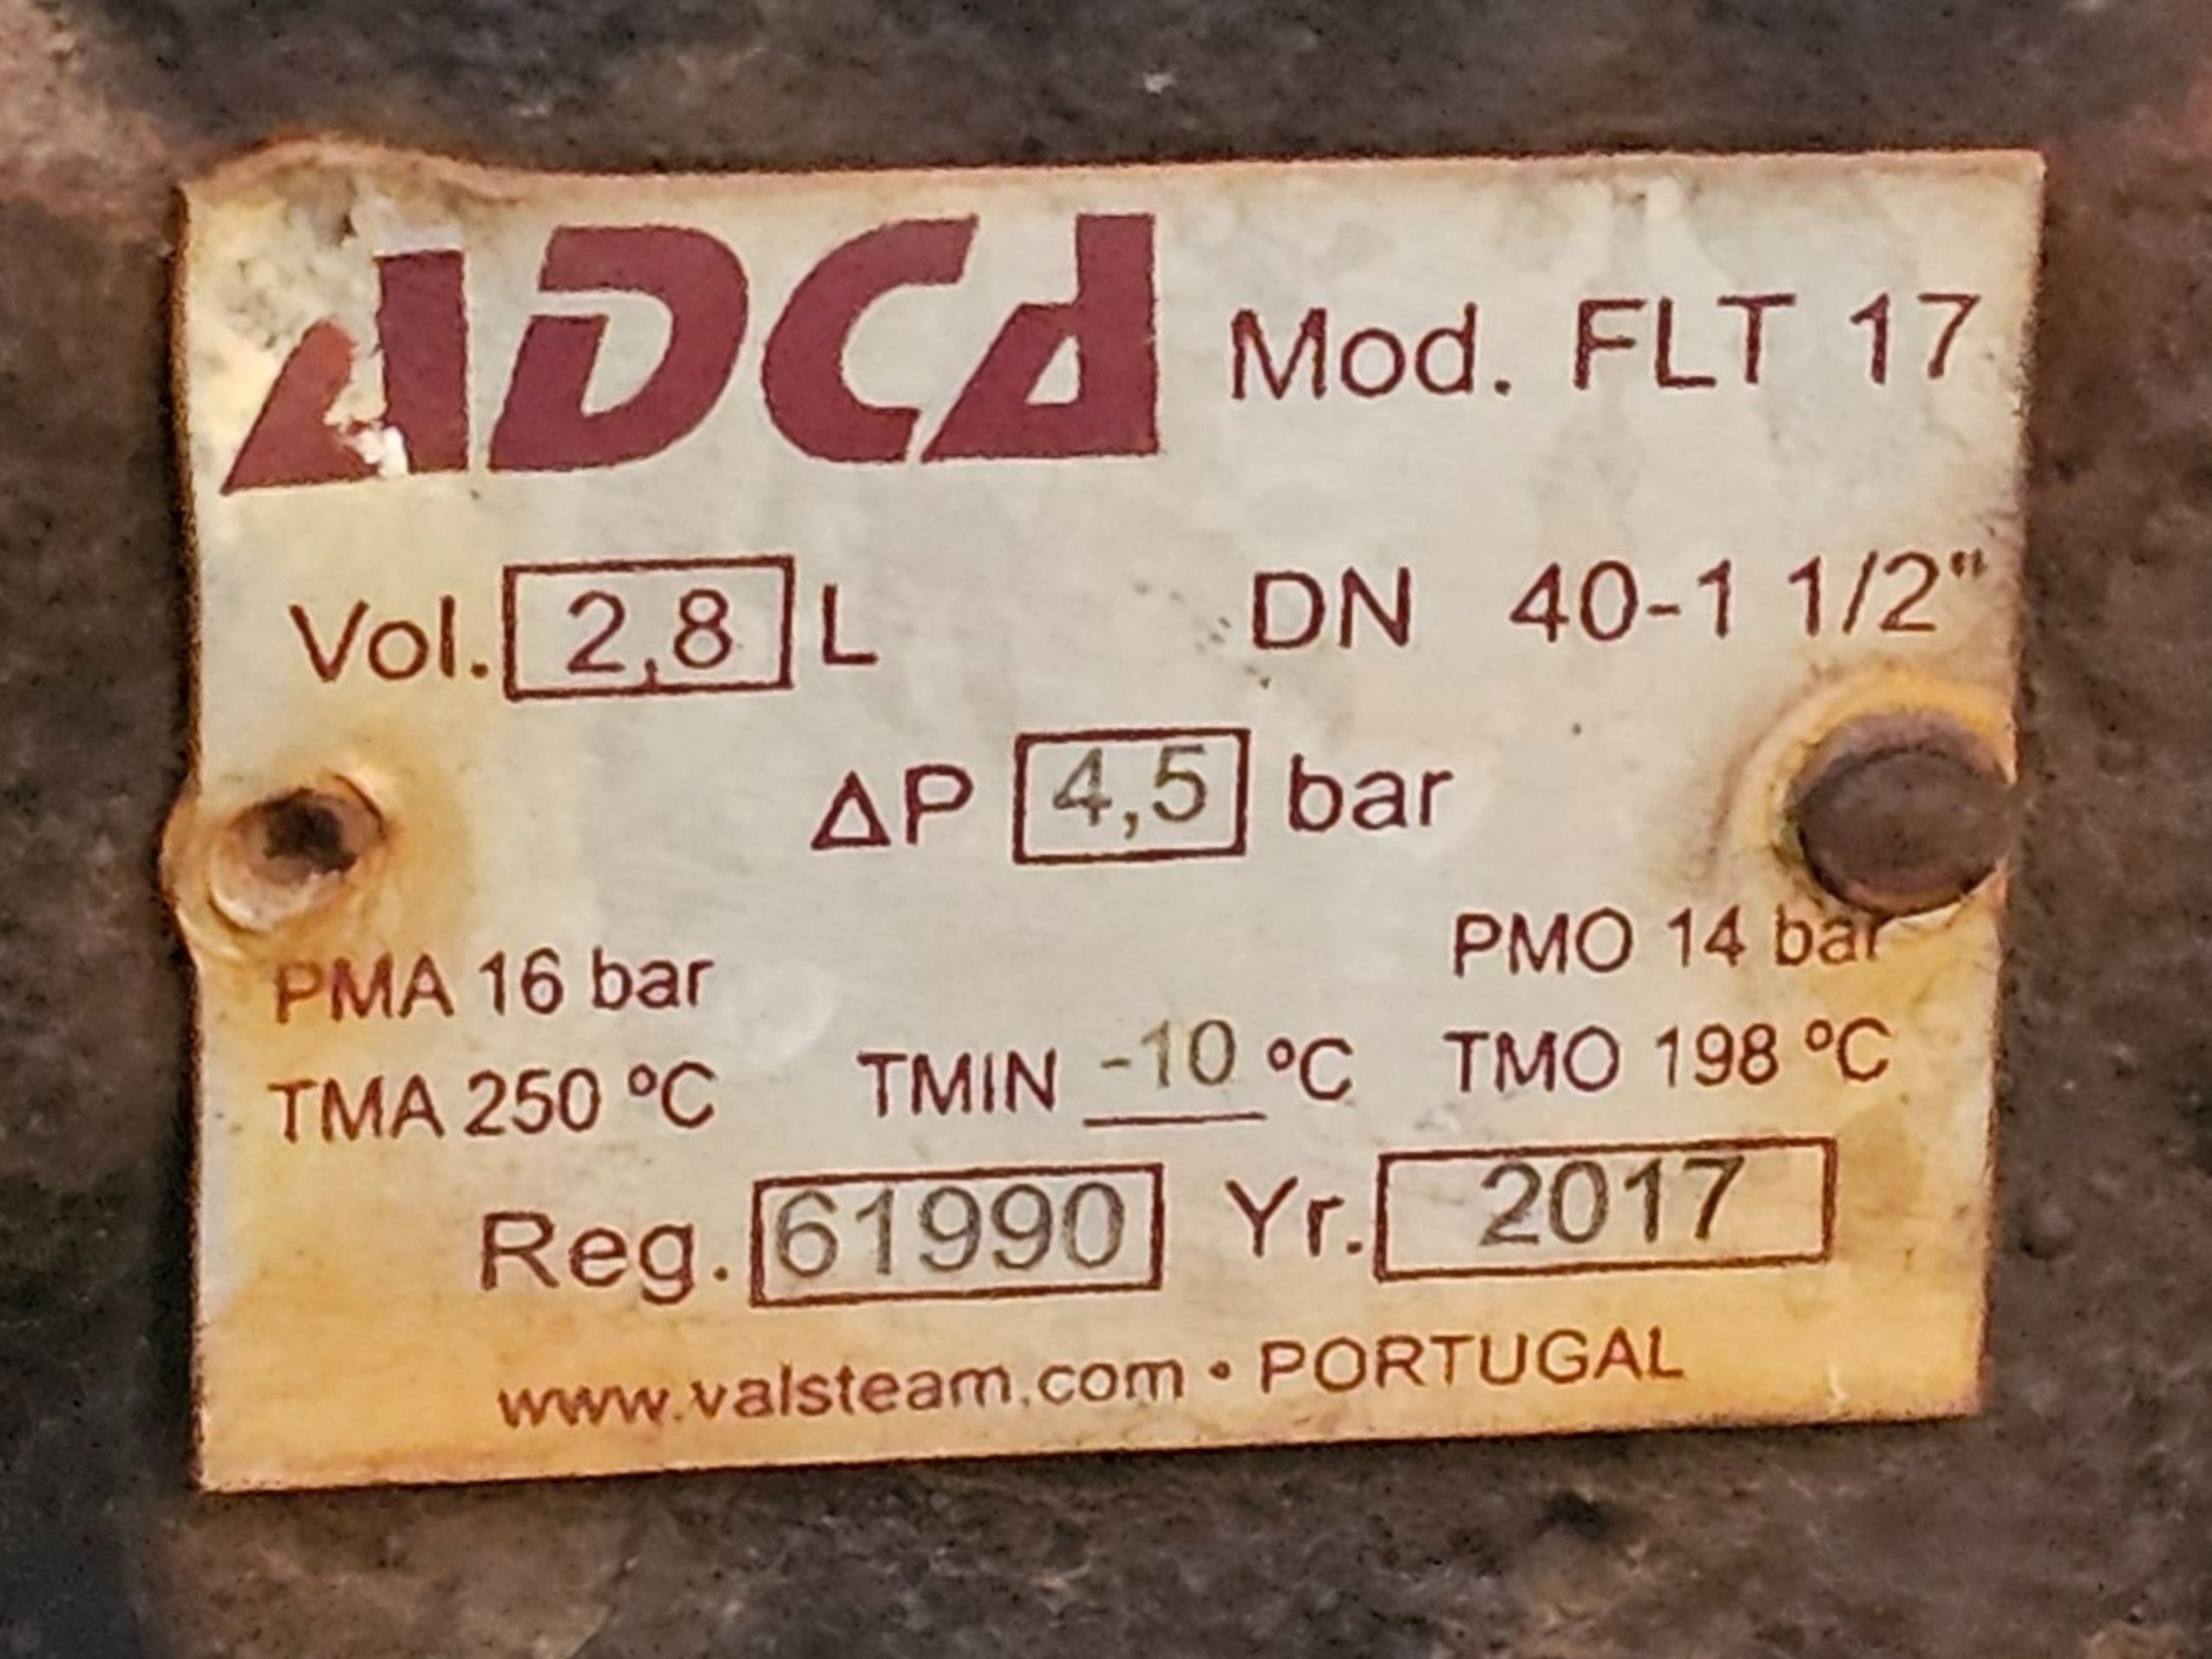 ADCA Mod. FLT 17
Vol. 2,8 L DN 40-1 1/2"
ΔP 4,5 bar
PMA 16 bar PMO 14 bar
TMA 250 ºC TMIN -10 ºC TMO 198 ºC
Reg. 61990 Yr. 2017
www.valsteam.com • PORTUGAL